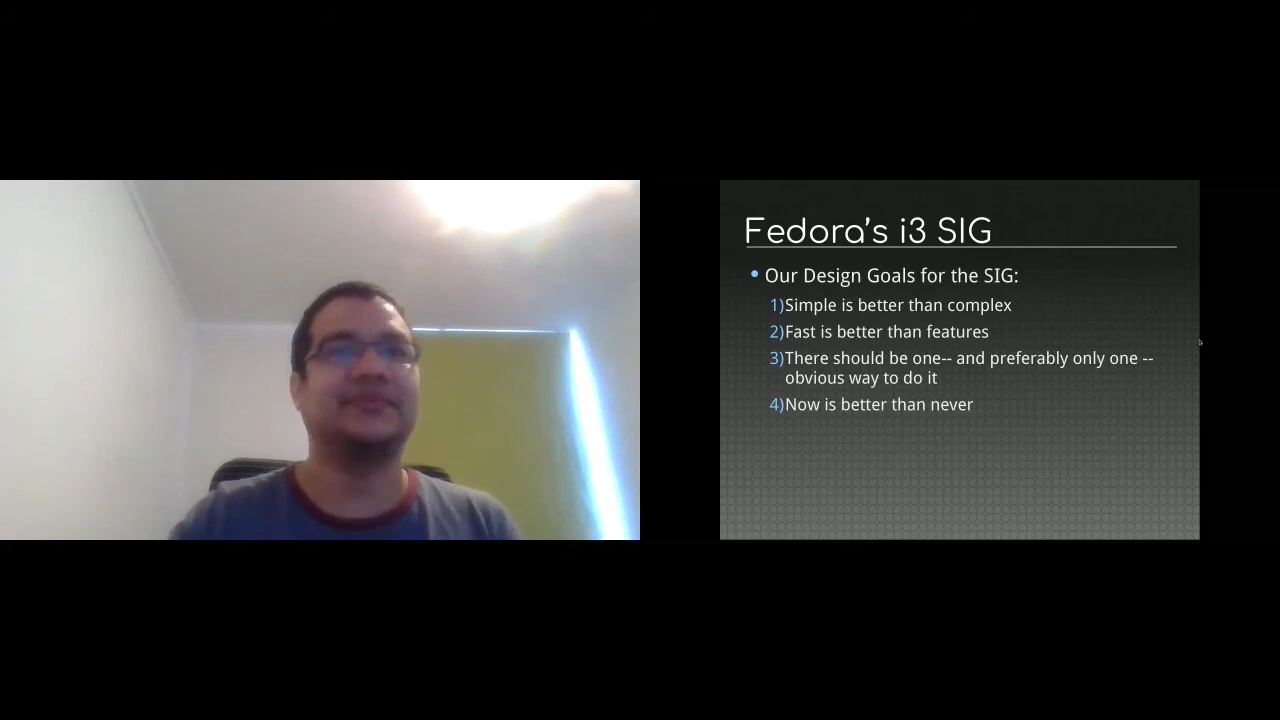 Fedora's i3 SIG
• Our Design Goals for the SIG:
1)Simple is better than complex
2)Fast is better than features
3)There should be one-- and preferably only one --
obvious way to do it
4)Now is better than never